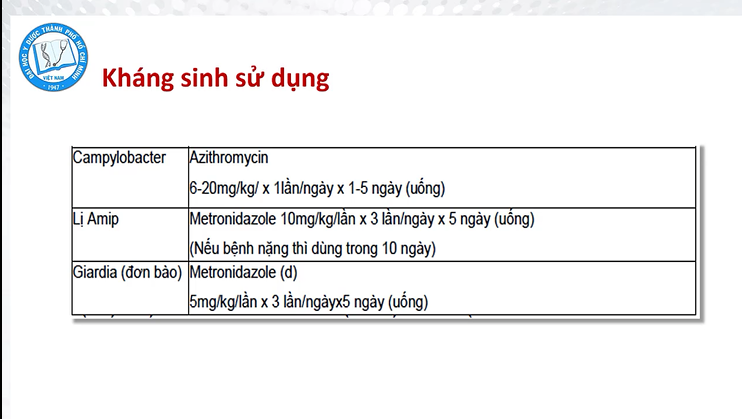 ĐẠI HỌC Y DƯỢC THÀNH PHỐ HỒ CHÍ MINH
VIỆT NAM
1947
Kháng sinh sử dụng
Campylobacter
Azithromycin
6-20mg/kg/ x 1lần/ngày x 1-5 ngày (uống)
Lị Amip
Metronidazole 10mg/kg/lần x 3 lần/ngày x 5 ngày (uống)
(Nếu bệnh nặng thì dùng trong 10 ngày)
Giardia (đơn bào)
Metronidazole (d)
5mg/kg/lần x 3 lần/ngàyx5 ngày (uống)